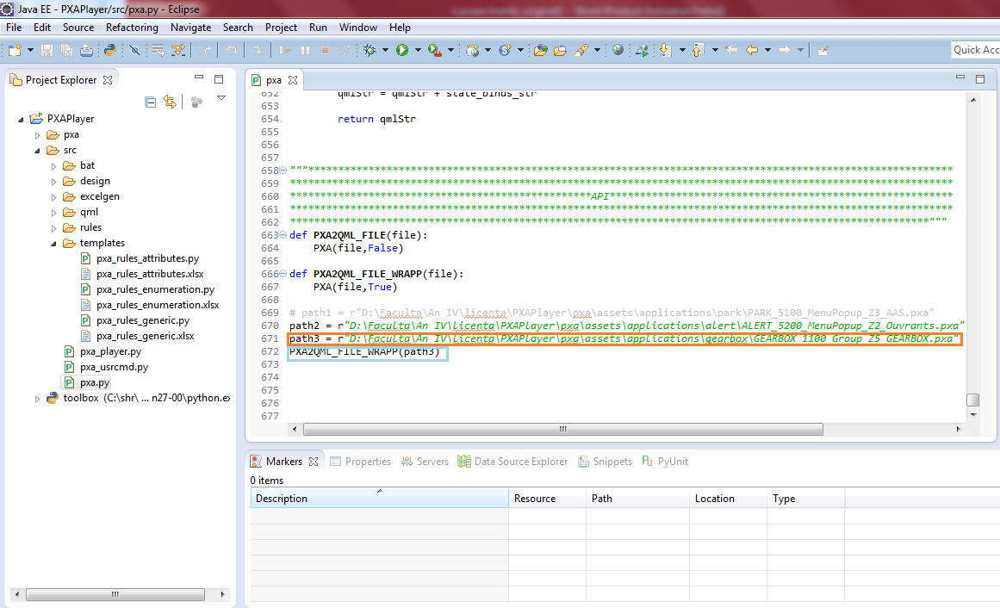 Java EE - PXAPlayer/src/pxa.py - Eclipse
File Edit Source Refactoring Navigate Search Project Run Window Help
Quick Acc
Project Explorer
PXAPlayer
pxa
src
bat
design
excelgen
qml
rules
templates
pxa_rules_attributes.py
pxa_rules_attributes.xlsx
pxa_rules_enumeration.py
pxa_rules_enumeration.xlsx
pxa_rules_generic.py
pxa_rules_generic.xlsx
pxa_player.py
pxa_usrcmd.py
pxa.py
toolbox (C:\shr\ ... n27-00\python.ex
pxa
652 qmlStr = qmlStr + state_binds_str
653
654 return qmlStr
655
656
657
658 """************************************************************************************************************
659 **************************************************************************************************************
660 **************************************************API*********************************************************
661 **************************************************************************************************************
662 **********************************************************************************************************"""
663 def PXA2QML_FILE(file):
664 PXA(file,False)
665
666 def PXA2QML_FILE_WRAPP(file):
667 PXA(file,True)
668
669 # path1 = r"D:\Faculta\An IV\licenta\PXAPlayer\pxa\assets\applications\park\PARK_5100_MenuPopup_Z3_AAS.pxa"
670 path2 = r"D:\Faculta\An IV\licenta\PXAPlayer\pxa\assets\applications\alert\ALERT_5200_MenuPopup_Z2_Ouvrants.pxa"
671 path3 = r"D:\Faculta\An IV\licenta\PXAPlayer\pxa\assets\applications\gearbox\GEARBOX_1100_Group_Z5_GEARBOX.pxa"
672 PXA2QML_FILE_WRAPP(path3)
673
674
675
676
677
Markers Properties Servers Data Source Explorer Snippets PyUnit
0 items
Description Resource Path Location Type